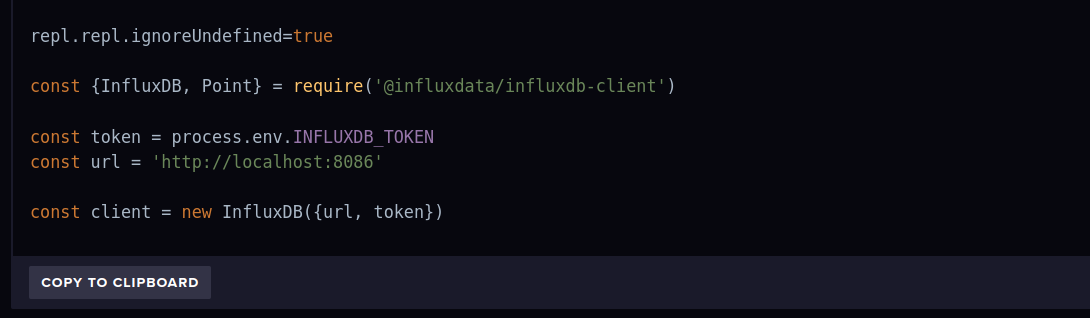 repl.repl.ignoreUndefined=true
const {InfluxDB, Point} = require('@influxdata/influxdb-client')
const token = process.env.INFLUXDB_TOKEN
const url = 'http://localhost:8086'
const client = new InfluxDB({url, token})
COPY TO CLIPBOARD